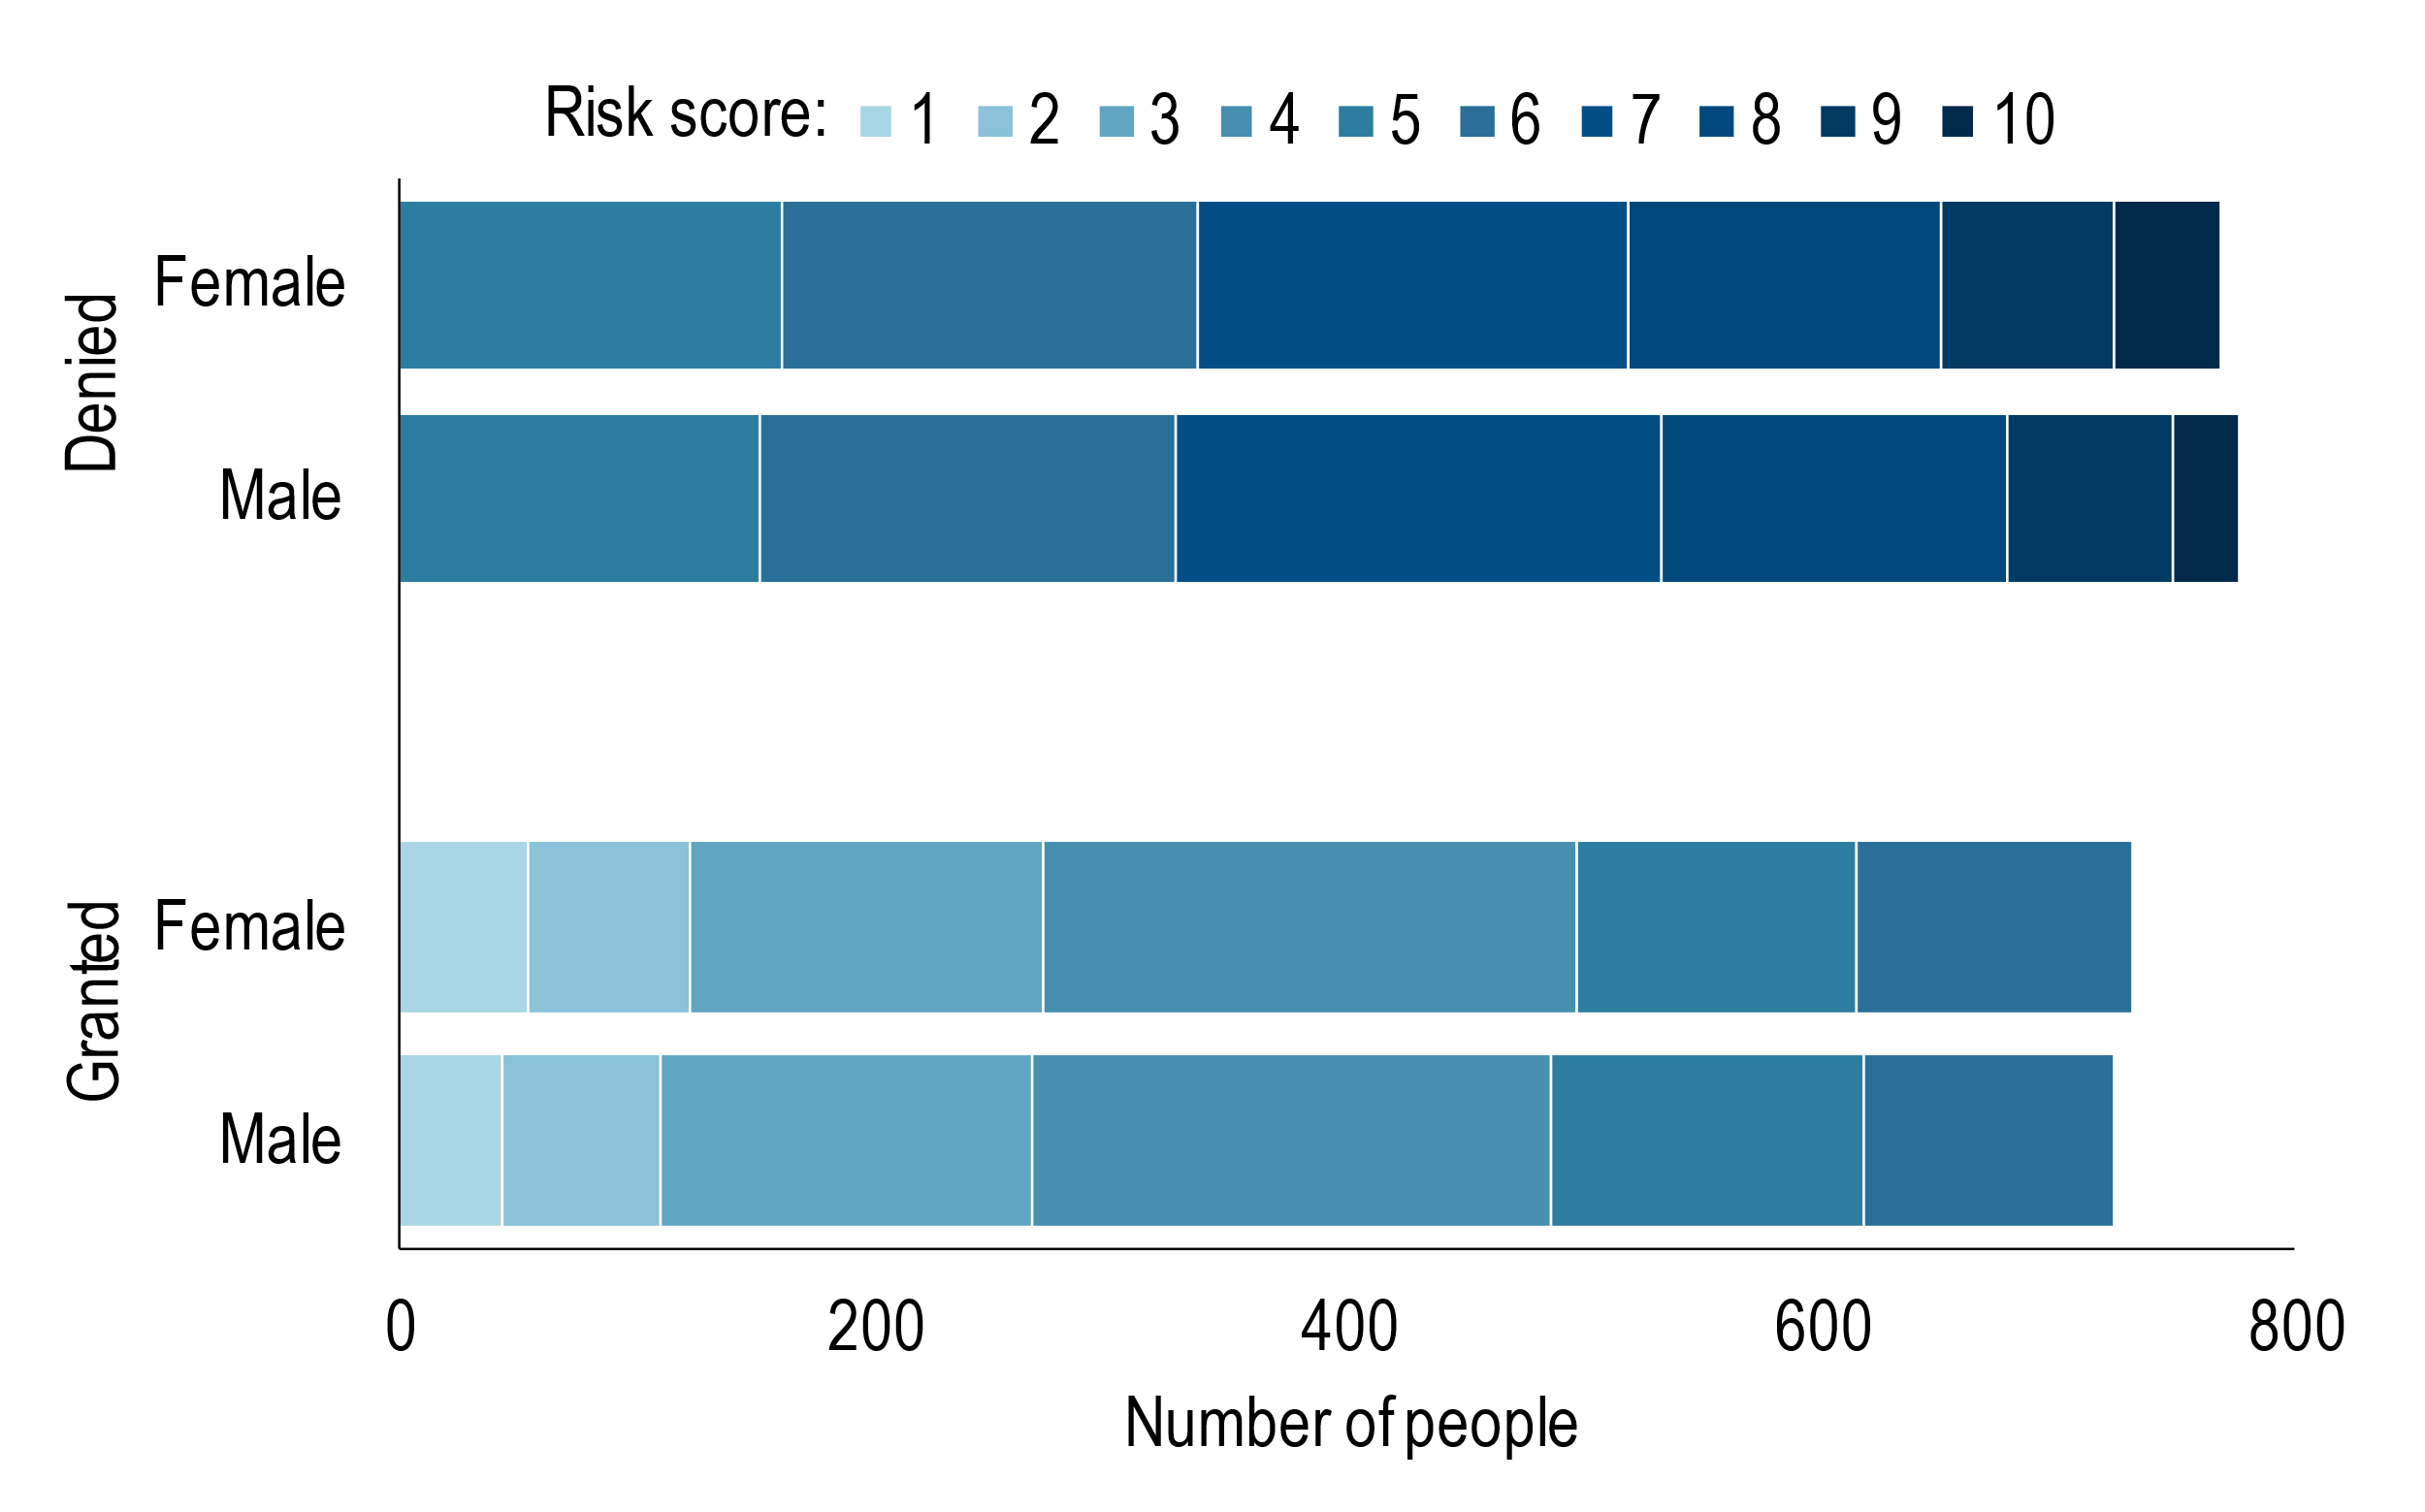 Risk score: 1 2 3 4 5 6 7 8 9 10
Denied
Female
Male
Granted
Female
Male
0 200 400 600 800
Number of people